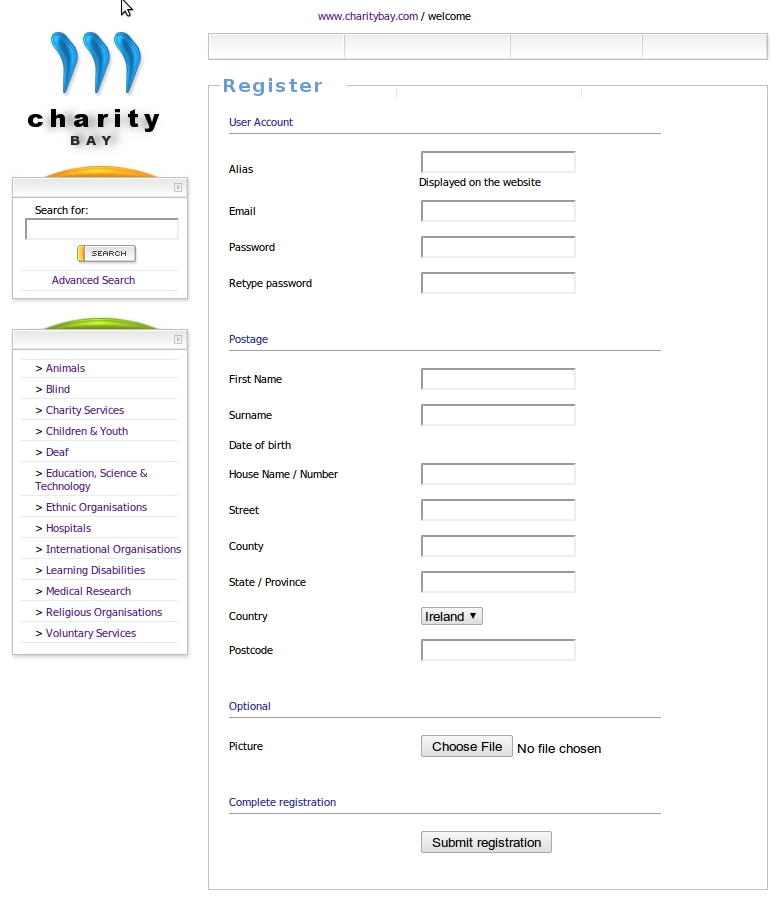 www.charitybay.com / welcome
charity
BAY
Search for:
SEARCH
Advanced Search
> Animals
> Blind
> Charity Services
> Children & Youth
> Deaf
> Education, Science &
Technology
> Ethnic Organisations
> Hospitals
> International Organisations
> Learning Disabilities
> Medical Research
> Religious Organisations
> Voluntary Services
Register
User Account
Alias
Displayed on the website
Email
Password
Retype password
Postage
First Name
Surname
Date of birth
House Name / Number
Street
County
State / Province
Country Ireland
Postcode
Optional
Picture Choose File No file chosen
Complete registration
Submit registration